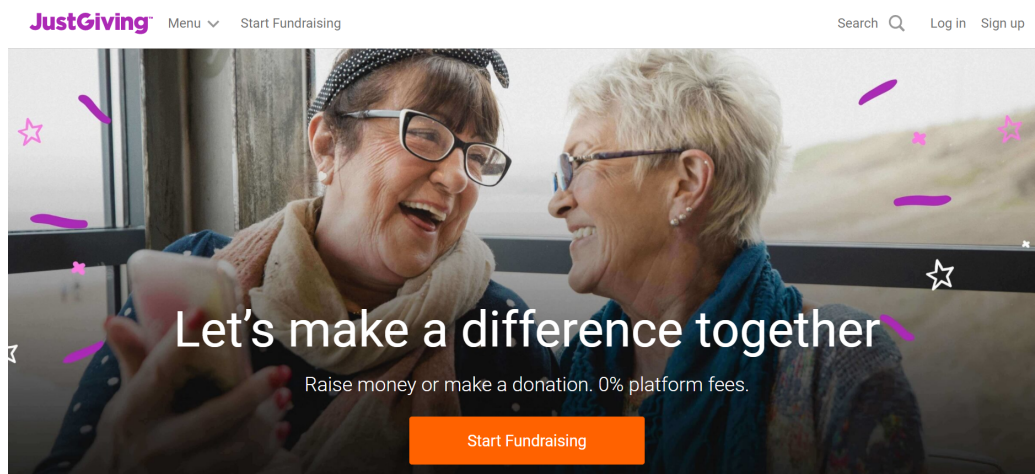 JustGiving™ Menu Start Fundraising Search Log in Sign up
Let's make a difference together
Raise money or make a donation. 0% platform fees.
Start Fundraising